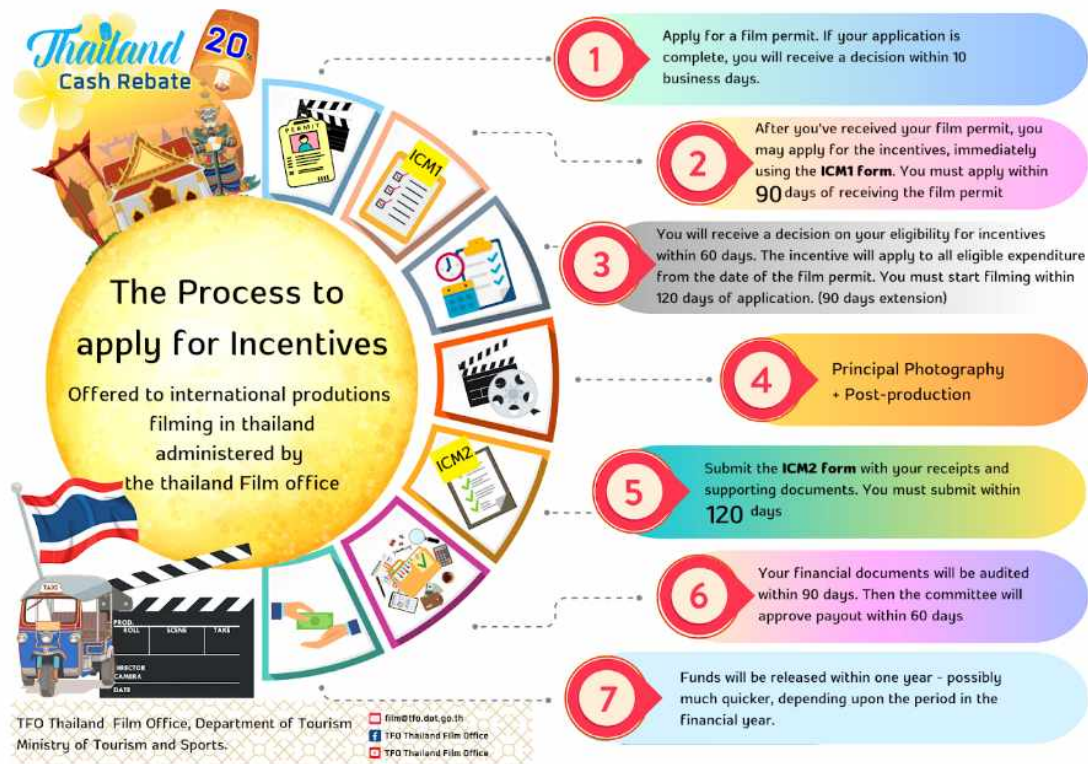 Thailand
20%
Cash Rebate
PERMIT
ICM1
The Process to
apply for Incentives
Offered to international produtions
filming in thailand
administered by
the thailand Film office
ICM2
TAXI
PROD.
ROLL SCENE TAKE
DIRECTOR
CAMERA
DATE
1
Apply for a film permit. If your application is
complete, you will receive a decision within 10
business days.
2
After you've received your film permit, you
may apply for the incentives, immediately
using the ICM1 form. You must apply within
90 days of receiving the film permit
3
You will receive a decision on your eligibility for incentives
within 60 days. The incentive will apply to all eligible expenditure
from the date of the film permit. You must start filming within
120 days of application. (90 days extension)
4
Principal Photography
+ Post-production
5
Submit the ICM2 form with your receipts and
supporting documents. You must submit within
120 days
6
Your financial documents will be audited
within 90 days. Then the committee will
approve payout within 60 days
7
Funds will be released within one year - possibly
much quicker, depending upon the period in the
financial year.
TFO Thailand Film Office, Department of Tourism
Ministry of Tourism and Sports.
film@tfo.dot.go.th
TFO Thailand Film Office
TFO Thailand Film Office